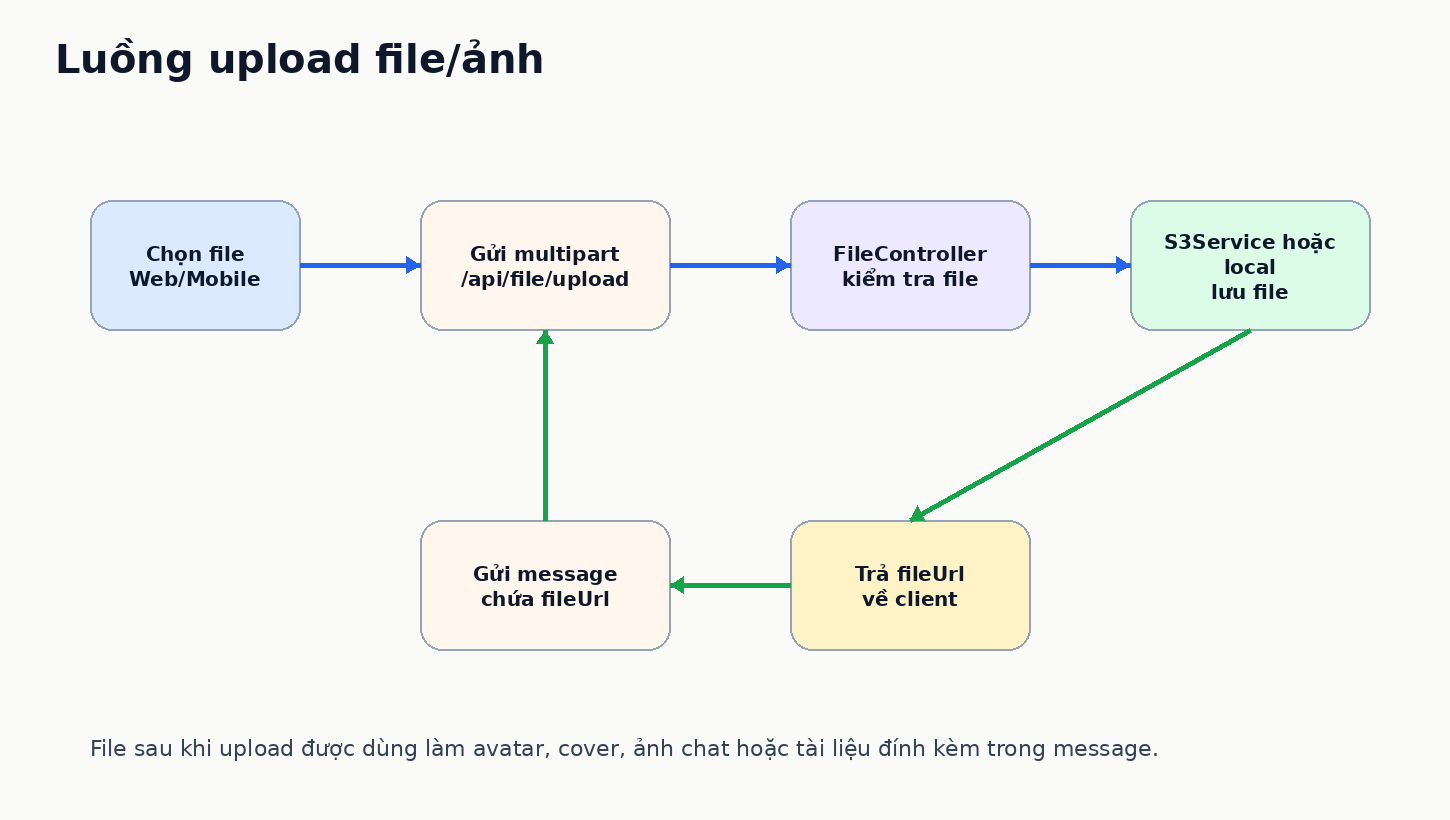 Luồng upload file/ảnh
Chọn file
Web/Mobile
Gửi multipart
/api/file/upload
FileController
kiểm tra file
S3Service hoặc
local
lưu file
Gửi message
chứa fileUrl
Trả fileUrl
về client
File sau khi upload được dùng làm avatar, cover, ảnh chat hoặc tài liệu đính kèm trong message.